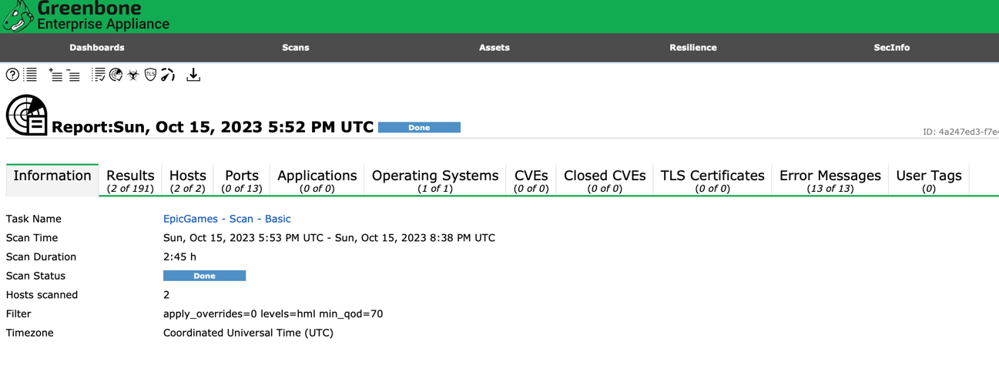 Greenbone
Enterprise Appliance
Dashboards Scans Assets Resilience SecInfo
TLS
Report:Sun, Oct 15, 2023 5:52 PM UTC Done
ID: 4a247ed3-f7e4
Information Results Hosts Ports Applications Operating Systems CVEs Closed CVEs TLS Certificates Error Messages User Tags
(2 of 191) (2 of 2) (0 of 13) (0 of 0) (1 of 1) (0 of 0) (0 of 0) (0 of 0) (13 of 13) (0)
Task Name EpicGames - Scan - Basic
Scan Time Sun, Oct 15, 2023 5:53 PM UTC - Sun, Oct 15, 2023 8:38 PM UTC
Scan Duration 2:45 h
Scan Status Done
Hosts scanned 2
Filter apply_overrides=0 levels=hml min_qod=70
Timezone Coordinated Universal Time (UTC)